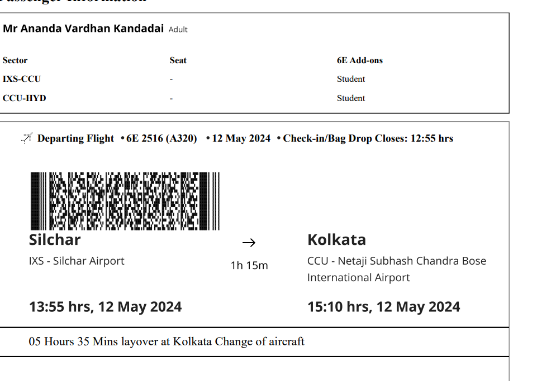 Passenger Information
Mr Ananda Vardhan Kandadai Adult
Sector Seat 6E Add-ons
IXS-CCU - Student
CCU-HYD - Student
Departing Flight • 6E 2516 (A320) • 12 May 2024 • Check-in/Bag Drop Closes: 12:55 hrs
Silchar → Kolkata
IXS - Silchar Airport 1h 15m CCU - Netaji Subhash Chandra Bose
International Airport
13:55 hrs, 12 May 2024 15:10 hrs, 12 May 2024
05 Hours 35 Mins layover at Kolkata Change of aircraft